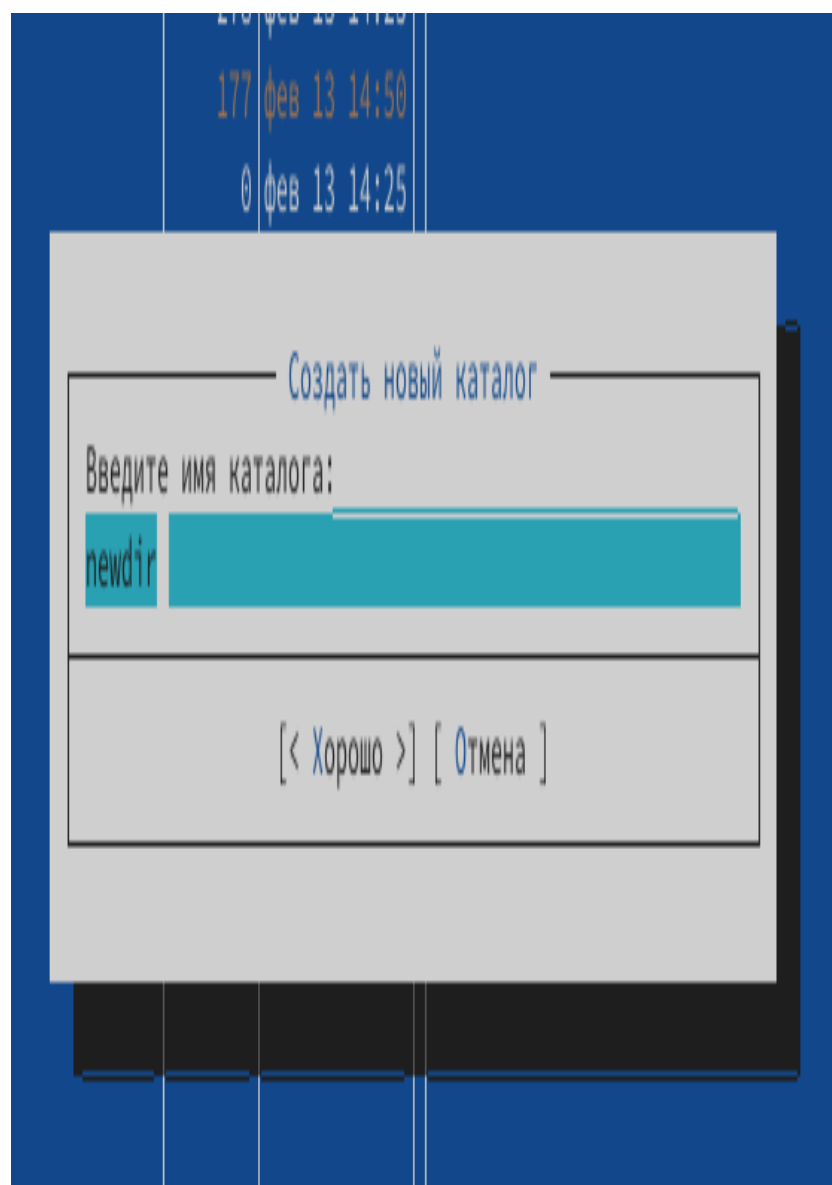 177 фев 13 14:50
0 фев 13 14:25
Создать новый каталог
Введите имя каталога:
newdir
[< Хорошо >] [ Отмена ]